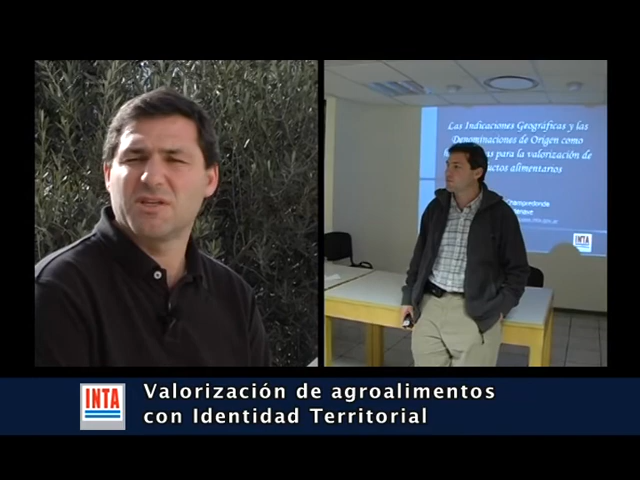 Las Indicaciones Geográficas y las
Denominaciones de Origen como
para la valorización de
alimentarios
Champredonde
INTA
INTA
Valorización de agroalimentos
con Identidad Territorial